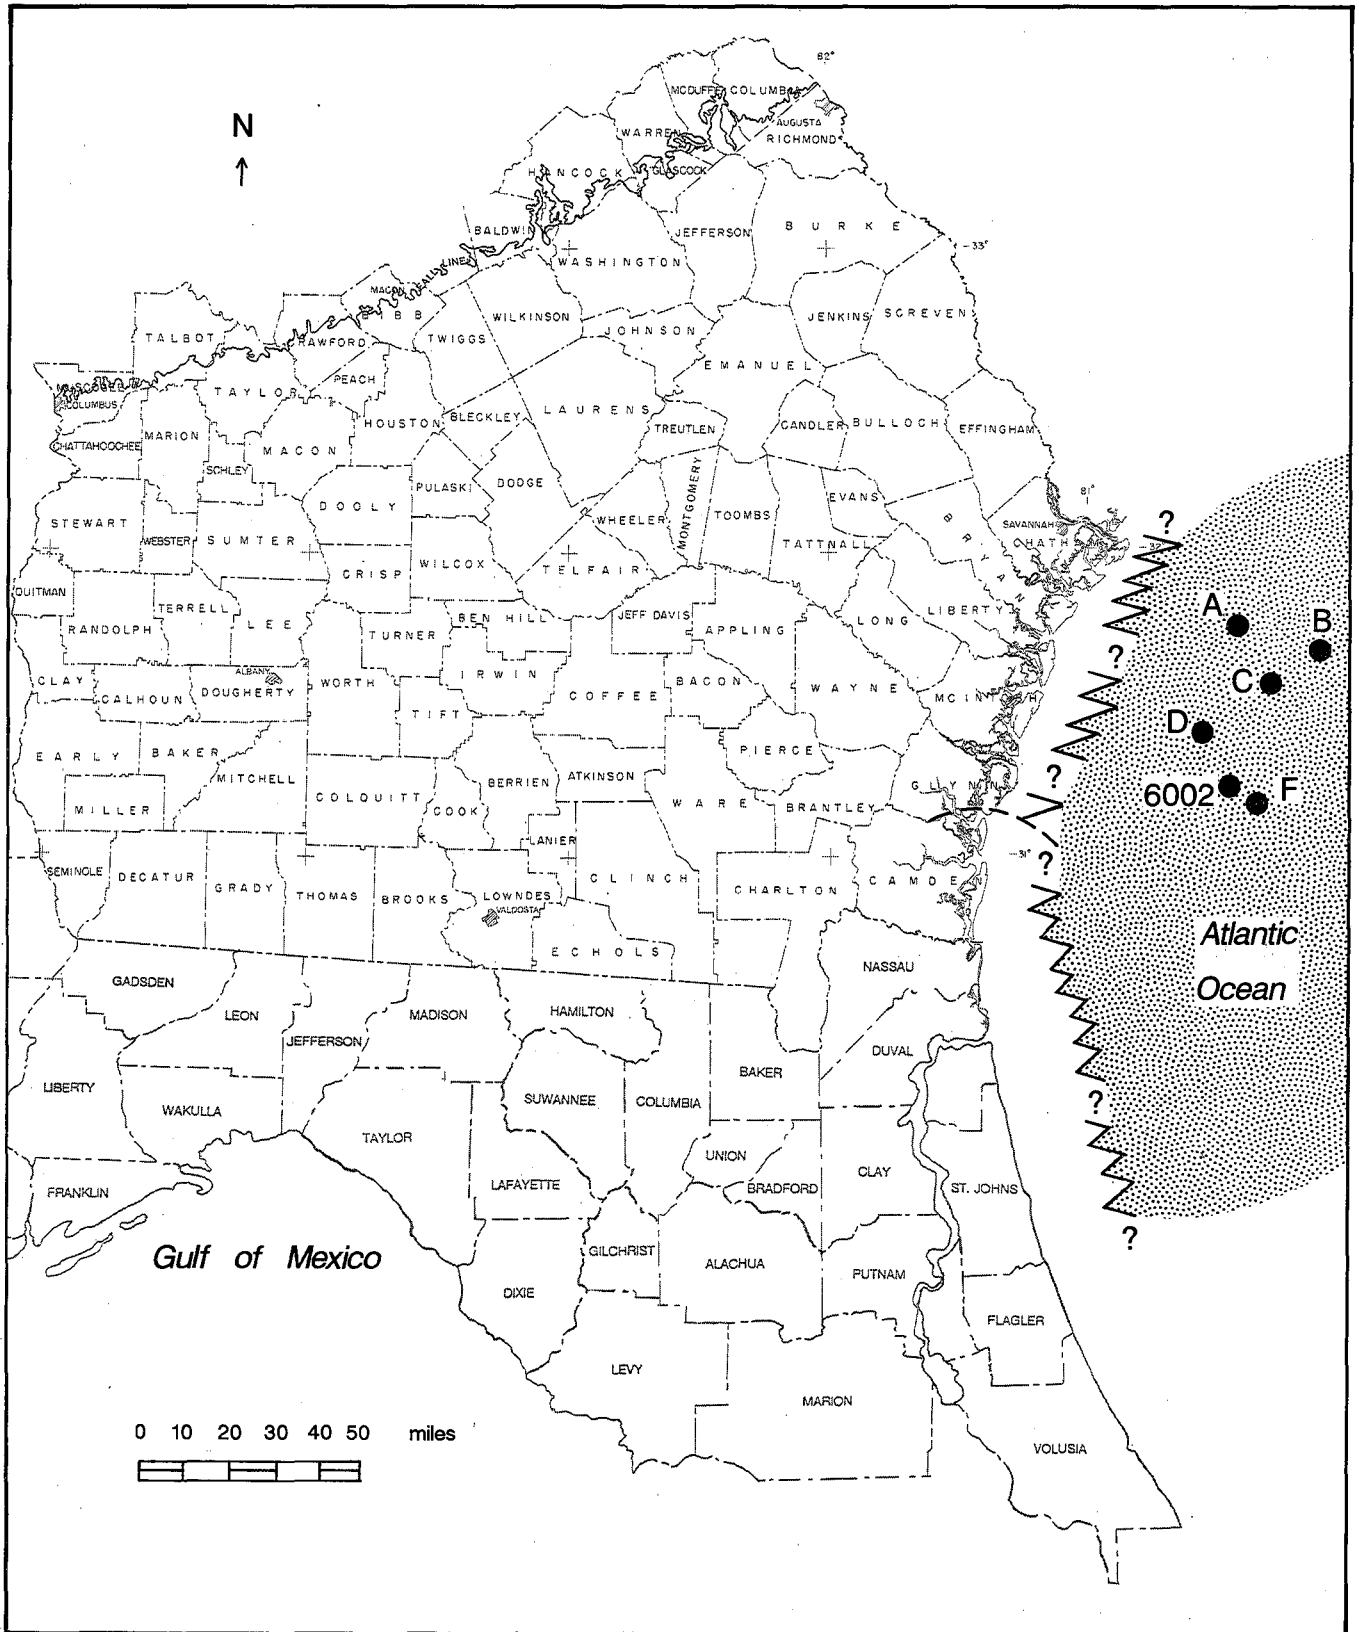 82°
N
MCDUFFIE COLUMBIA
AUGUSTA
WARREN
RICHMOND
HANCOCK
GLASCOCK
BALDWIN
JEFFERSON
BURKE
33°
FALL LINE
WASHINGTON
MACON
BIBB
WILKINSON
JENKINS
SCREVEN
TALBOT
CRAWFORD
TWIGGS
JOHNSON
EMANUEL
PEACH
MUSCOGEE
TAYLOR
COLUMBUS
HOUSTON
BLECKLEY
LAURENS
TREUTLEN
CANDLER
BULLOCH
EFFINGHAM
CHATTAHOOCHEE
MARION
MACON
SCHLEY
PULASKI
DODGE
MONTGOMERY
EVANS
81°
DOOLY
STEWART
WHEELER
TOOMBS
BRYAN
SAVANNAH
?
WEBSTER
SUMTER
TATTNALL
CHATHAM
32°
CRISP
WILCOX
TELFAIR
QUITMAN
TERRELL
LEE
BEN HILL
JEFF DAVIS
LIBERTY
A
B
RANDOLPH
TURNER
APPLING
LONG
?
ALBANY
CLAY
CALHOUN
DOUGHERTY
WORTH
IRWIN
COFFEE
BACON
WAYNE
MCINTOSH
C
TIFT
D
EARLY
BAKER
MITCHELL
PIERCE
BERRIEN
ATKINSON
?
GLYNN
MILLER
COLQUITT
COOK
WARE
BRANTLEY
6002
F
LANIER
31°
?
SEMINOLE
DECATUR
GRADY
THOMAS
BROOKS
LOWNDES
CLINCH
CHARLTON
CAMDEN
VALDOSTA
ECHOLS
Atlantic
Ocean
NASSAU
GADSDEN
LEON
MADISON
HAMILTON
JEFFERSON
DUVAL
LIBERTY
BAKER
WAKULLA
SUWANNEE
COLUMBIA
?
TAYLOR
UNION
CLAY
FRANKLIN
LAFAYETTE
BRADFORD
ST. JOHNS
?
Gulf of Mexico
GILCHRIST
ALACHUA
PUTNAM
DIXIE
FLAGLER
LEVY
MARION
0 10 20 30 40 50 miles
VOLUSIA